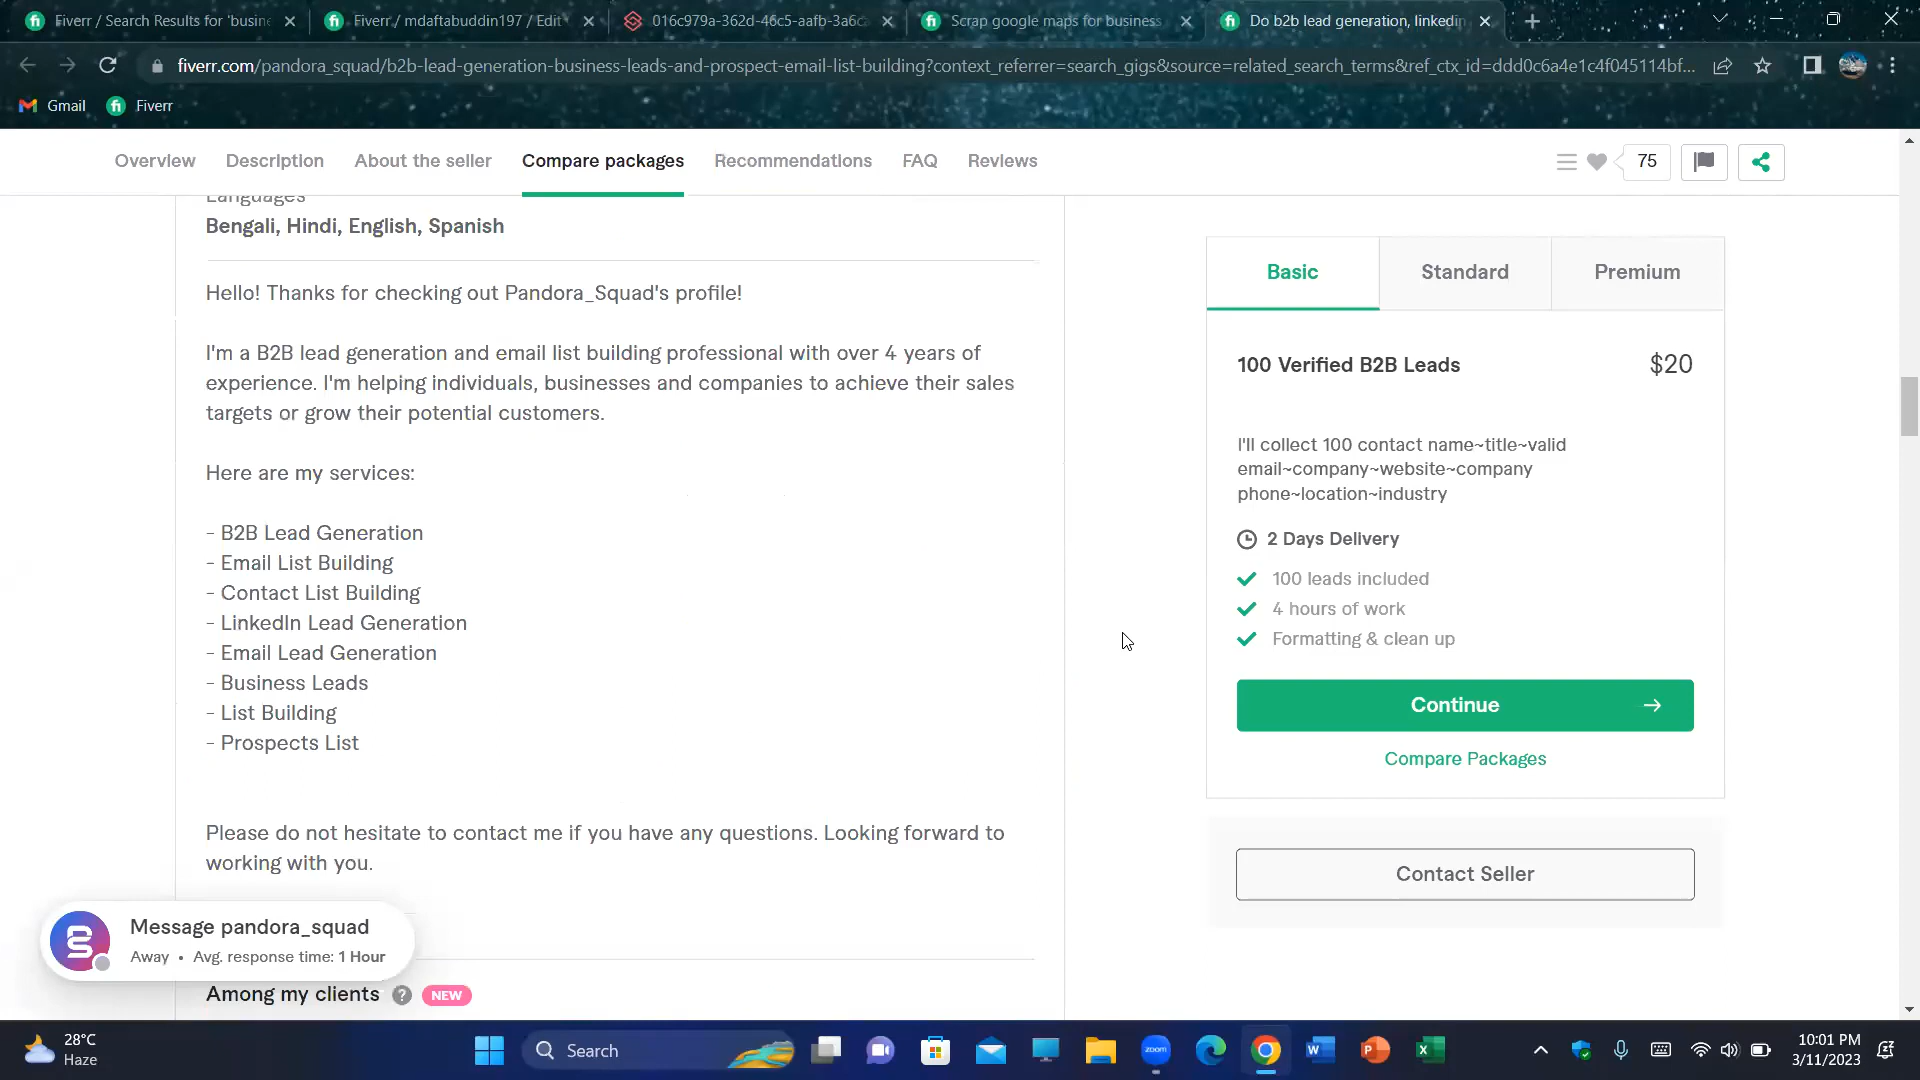 Fiverr / Search Results for 'busin
Fiverr / mdaftabuddin197 / Edit
016c979a-362d-46c5-aafb-3a6c
Scrap google maps for business
Do b2b lead generation, linkedin
fiverr.com/pandora_squad/b2b-lead-generation-business-leads-and-prospect-email-list-building?context_referrer=search_gigs&source=related_search_terms&ref_ctx_id=ddd0c6a4e1c4f045114bf...
Gmail
Fiverr
Overview
Description
About the seller
Compare packages
Recommendations
FAQ
Reviews
75
Languages
Bengali, Hindi, English, Spanish
Hello! Thanks for checking out Pandora_Squad's profile!
I'm a B2B lead generation and email list building professional with over 4 years of
experience. I'm helping individuals, businesses and companies to achieve their sales
targets or grow their potential customers.
Here are my services:
- B2B Lead Generation
- Email List Building
- Contact List Building
- LinkedIn Lead Generation
- Email Lead Generation
- Business Leads
- List Building
- Prospects List
Please do not hesitate to contact me if you have any questions. Looking forward to
working with you.
Message pandora_squad
Away • Avg. response time: 1 Hour
Among my clients ? NEW
Basic
Standard
Premium
100 Verified B2B Leads
$20
I'll collect 100 contact name~title~valid
email~company~website~company
phone~location~industry
2 Days Delivery
100 leads included
4 hours of work
Formatting & clean up
Continue
Compare Packages
Contact Seller
28°C
Haze
Search
zoom
10:01 PM
3/11/2023